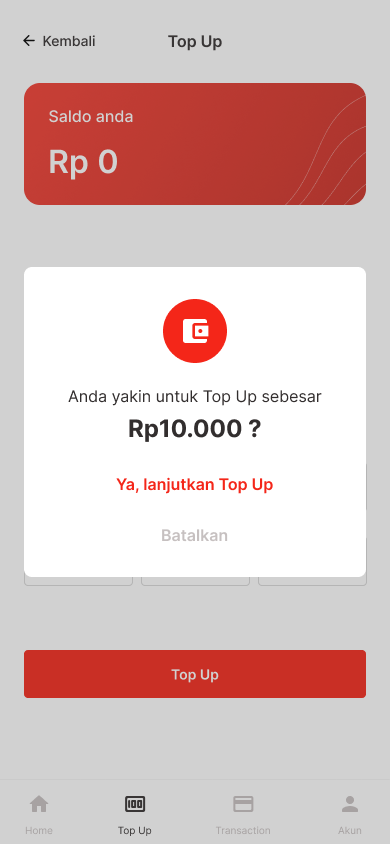 Kembali
Top Up
Saldo anda
Rp 0
Anda yakin untuk Top Up sebesar
Rp10.000 ?
Ya, lanjutkan Top Up
Batalkan
Top Up
100
Home
Top Up
Transaction
Akun